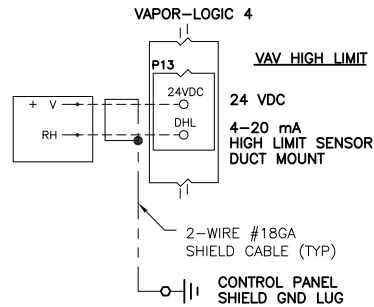 VAPOR-LOGIC 4
VAV HIGH LIMIT
P13
24VDC
24 VDC
+ V
DHL
4-20 mA
RH
HIGH LIMIT SENSOR
DUCT MOUNT
2-WIRE #18GA
SHIELD CABLE (TYP)
CONTROL PANEL
SHIELD GND LUG